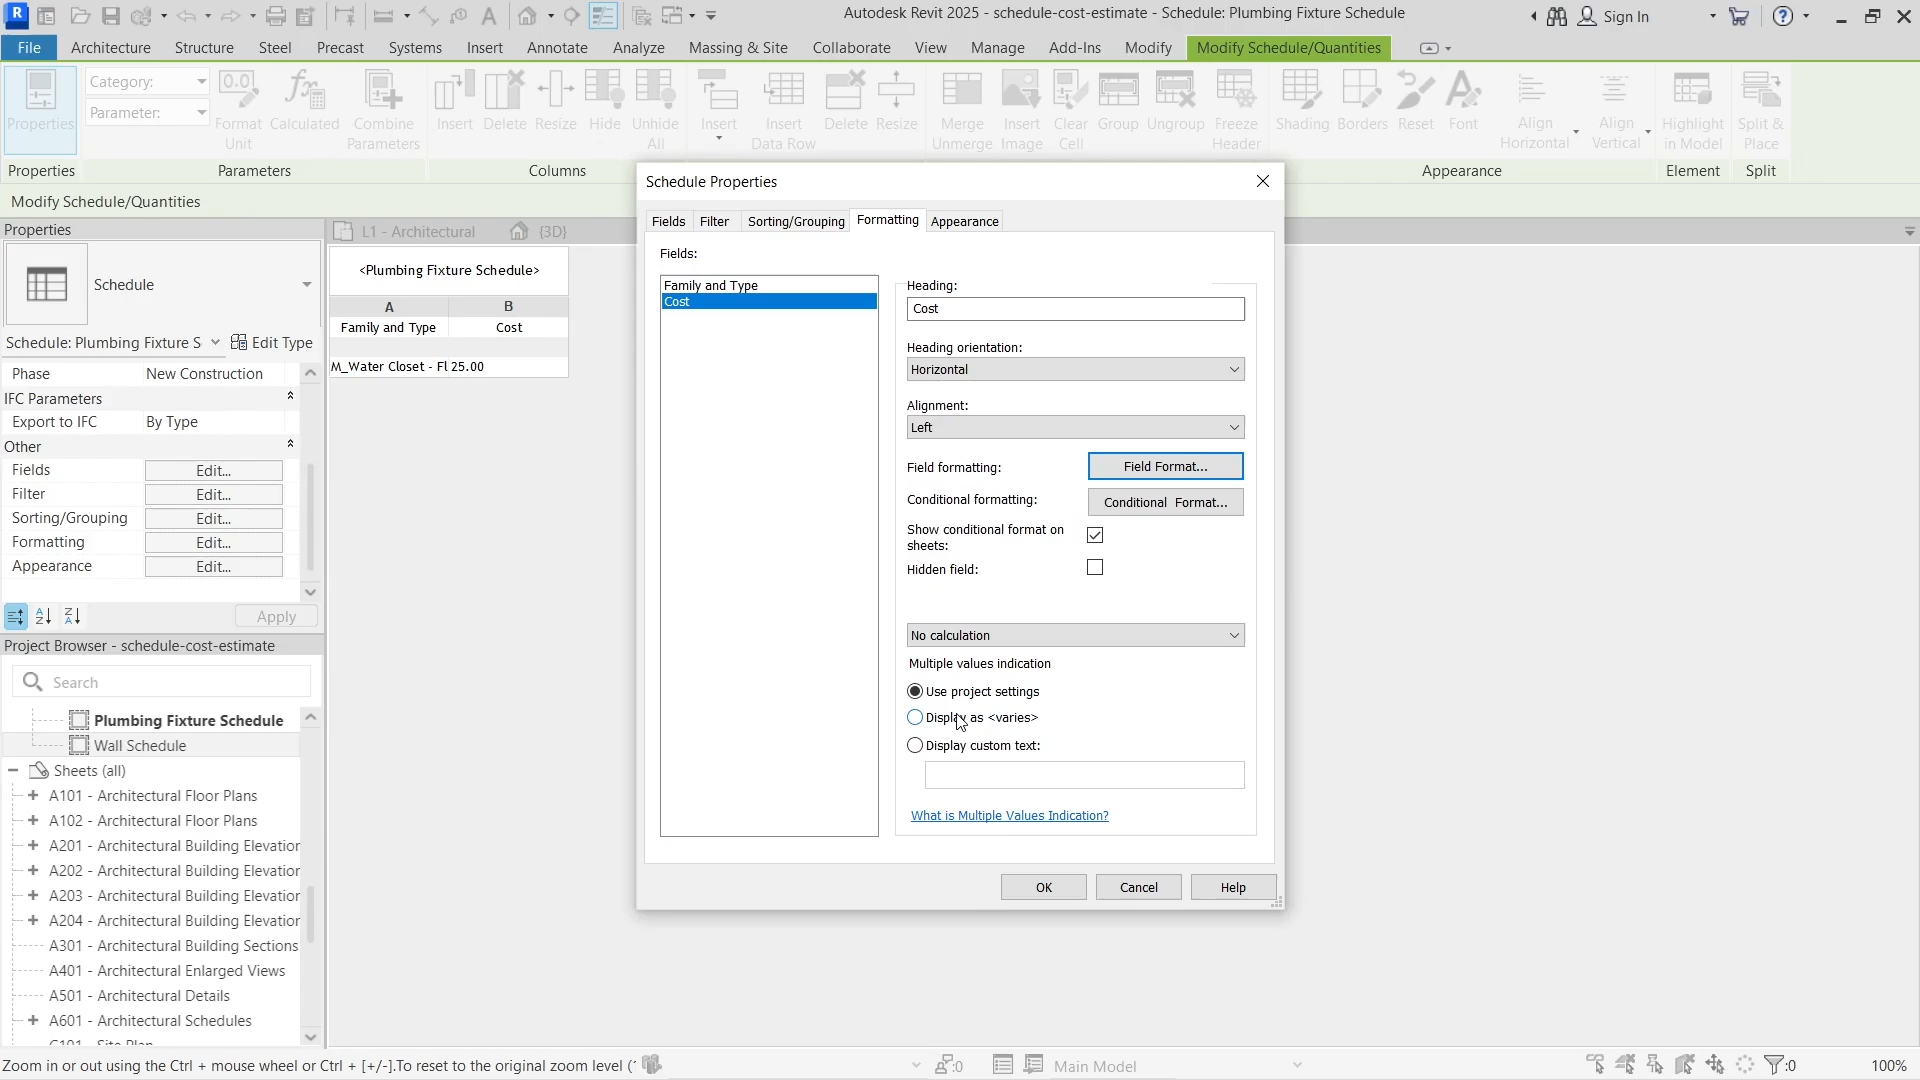 Autodesk Revit 2025 - schedule-cost-estimate - Schedule: Plumbing Fixture Schedule
Sign In
File Architecture Structure Steel Precast Systems Insert Annotate Analyze Massing & Site Collaborate View Manage Add-Ins Modify Modify Schedule/Quantities
Properties
Category:
Parameter:
Format Unit
Calculated
Combine Parameters
Insert
Delete
Resize
Hide
Unhide All
Insert
Insert Data Row
Delete
Resize
Merge Unmerge
Insert Image
Clear Cell
Group
Ungroup
Freeze Header
Shading
Borders
Reset
Font
Align Horizontal
Align Vertical
Highlight in Model
Split & Place
Properties Parameters Columns Appearance Element Split
Modify Schedule/Quantities
Properties
Schedule
Schedule: Plumbing Fixture S
Edit Type
Phase New Construction
IFC Parameters
Export to IFC By Type
Other
Fields Edit...
Filter Edit...
Sorting/Grouping Edit...
Formatting Edit...
Appearance Edit...
Apply
Project Browser - schedule-cost-estimate
Search
Plumbing Fixture Schedule
Wall Schedule
Sheets (all)
A101 - Architectural Floor Plans
A102 - Architectural Floor Plans
A201 - Architectural Building Elevation
A202 - Architectural Building Elevation
A203 - Architectural Building Elevation
A204 - Architectural Building Elevation
A301 - Architectural Building Sections
A401 - Architectural Enlarged Views
A501 - Architectural Details
A601 - Architectural Schedules
C101 - Site Plan
L1 - Architectural
{3D}
<Plumbing Fixture Schedule>
A B
Family and Type Cost
M_Water Closet - Fl 25.00
Schedule Properties
Fields Filter Sorting/Grouping Formatting Appearance
Fields:
Family and Type
Cost
Heading:
Cost
Heading orientation:
Horizontal
Alignment:
Left
Field formatting: Field Format...
Conditional formatting: Conditional Format...
Show conditional format on
sheets:
Hidden field:
No calculation
Multiple values indication
Use project settings
Display as <varies>
Display custom text:
What is Multiple Values Indication?
OK Cancel Help
Zoom in or out using the Ctrl + mouse wheel or Ctrl + [+/-].To reset to the original zoom level ('
:0
Main Model
:0
100%